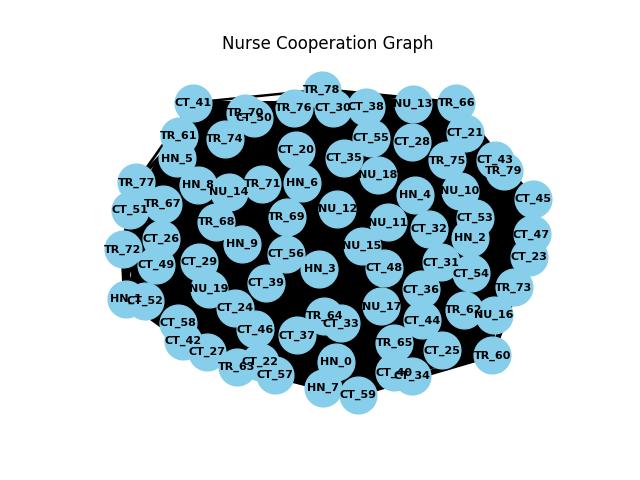 Nurse Cooperation Graph
TR_78
CT_41
TR_70
CT_50
TR_76
CT_30
CT_38
NU_13
TR_66
TR_61
TR_74
CT_55
CT_28
CT_21
HN_5
CT_20
CT_35
TR_75
CT_43
TR_79
TR_77
HN_8
NU_14
TR_71
HN_6
NU_18
HN_4
NU_10
CT_45
CT_51
TR_67
TR_68
TR_69
NU_12
NU_11
CT_32
CT_53
CT_47
TR_72
CT_26
HN_9
CT_56
NU_15
HN_2
CT_23
CT_49
CT_29
HN_3
CT_48
CT_31
CT_54
HN_1
CT_52
NU_19
CT_39
CT_36
TR_73
CT_24
TR_64
CT_33
NU_17
CT_44
TR_62
NU_16
CT_58
CT_46
CT_37
CT_42
CT_27
TR_65
CT_25
TR_60
TR_63
CT_22
CT_57
HN_0
CT_40
CT_34
HN_7
CT_59